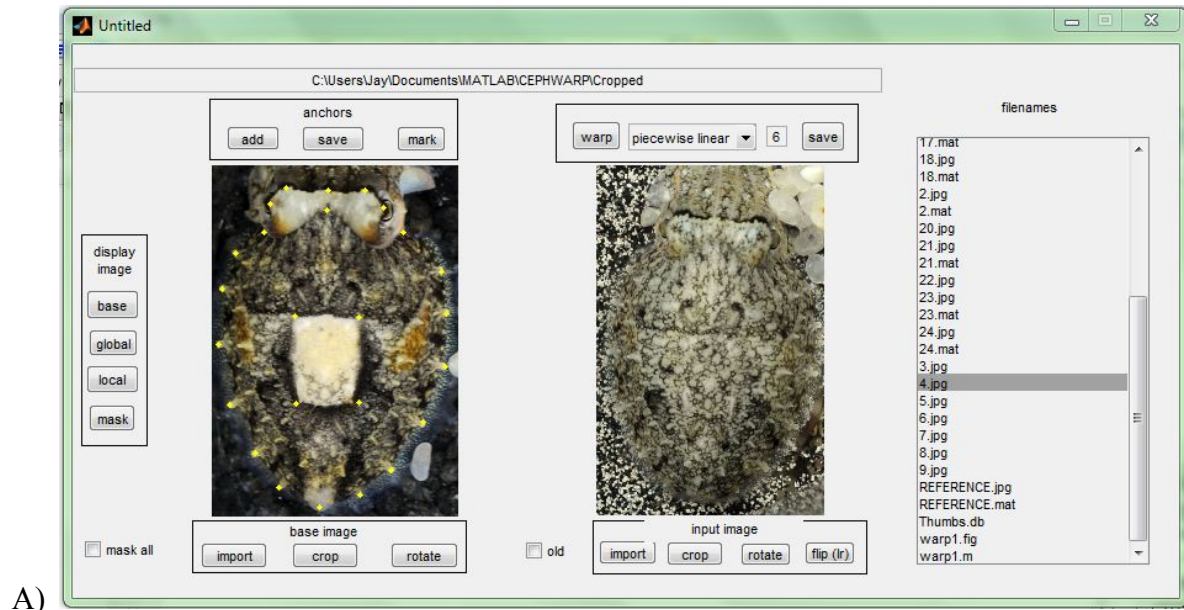 Untitled
C:\Users\Jay\Documents\MATLAB\CEPHWARP\Cropped
anchors
add save mark
warp piecewise linear 6 save
filenames
17.mat
18.jpg
18.mat
2.jpg
2.mat
20.jpg
21.jpg
21.mat
22.jpg
23.jpg
23.mat
24.jpg
24.mat
3.jpg
4.jpg
5.jpg
6.jpg
7.jpg
8.jpg
9.jpg
REFERENCE.jpg
REFERENCE.mat
Thumbs.db
warp1.fig
warp1.m
display
image
base
global
local
mask
mask all
base image
import crop rotate
old
input image
import crop rotate flip (lr)
A)